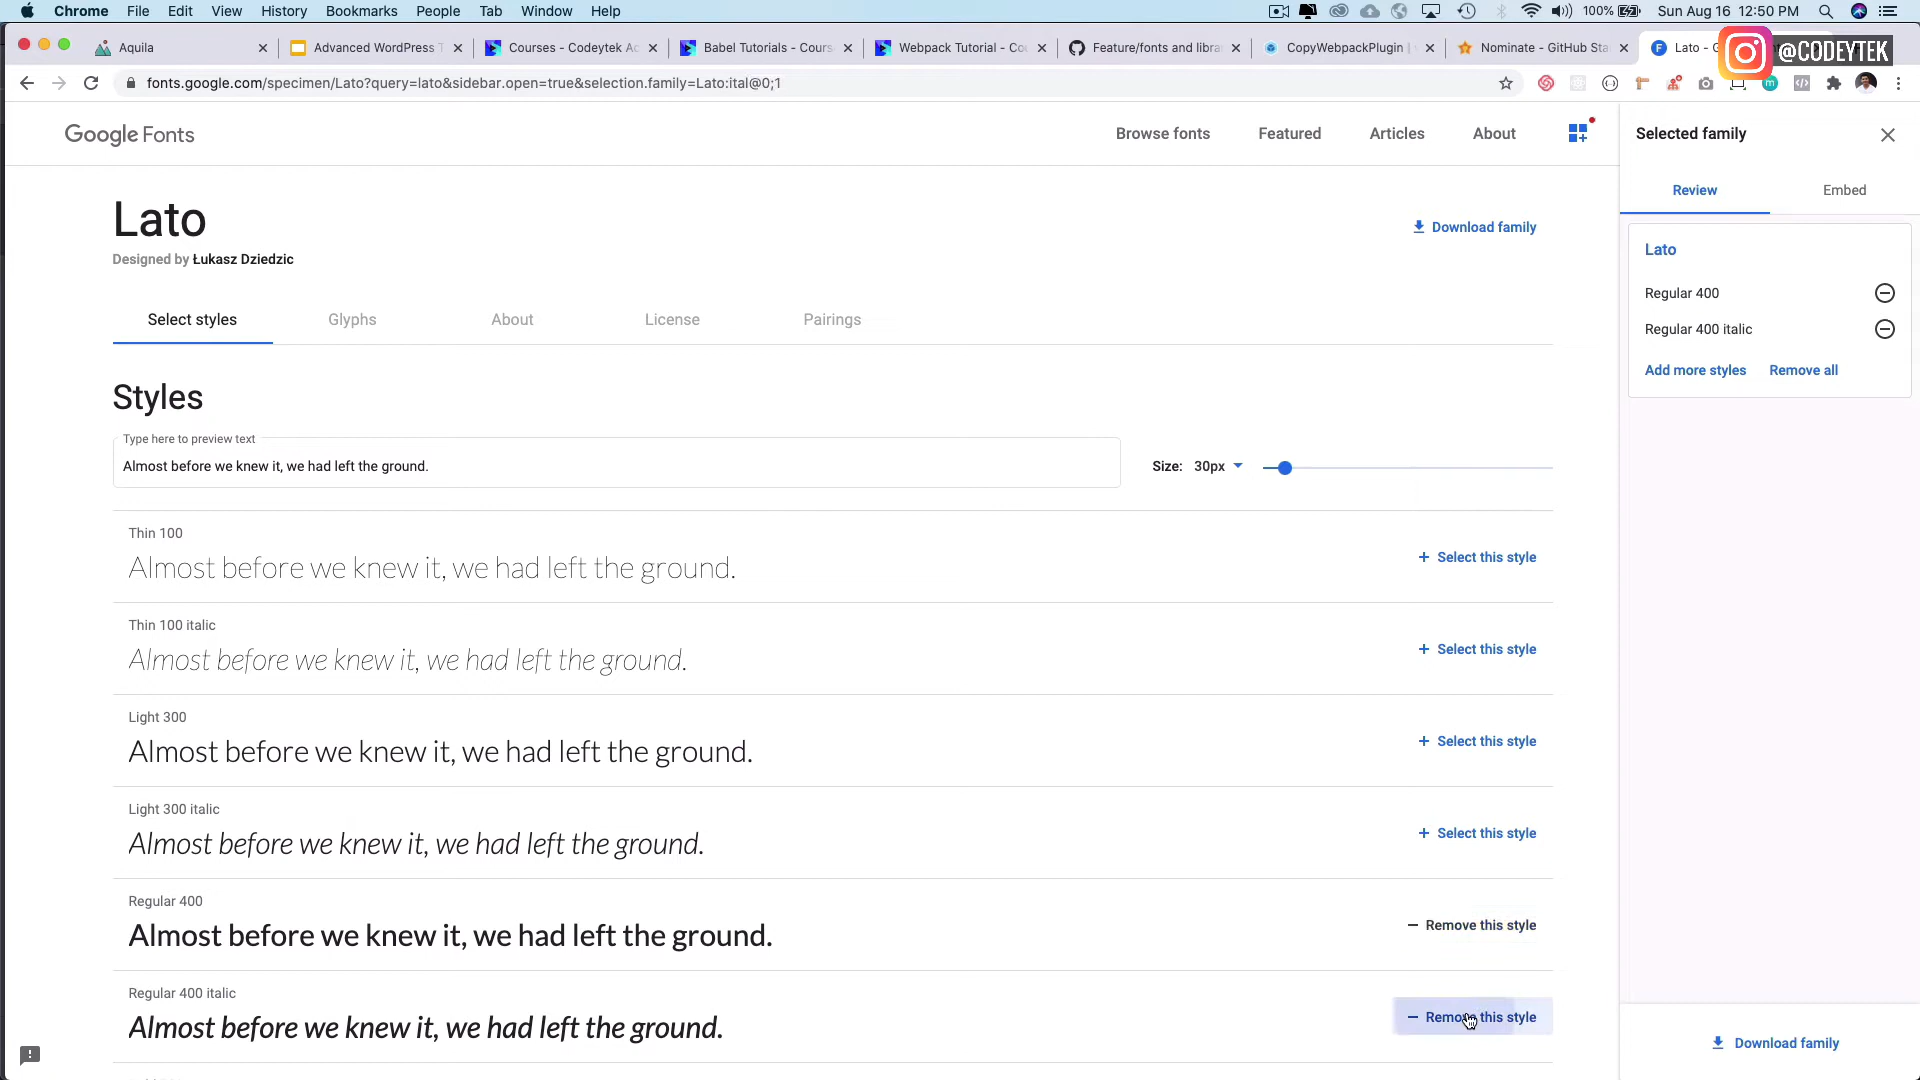 Chrome File Edit View History Bookmarks People Tab Window Help 100% Sun Aug 16 12:50 PM
Aquila
Advanced WordPress
Courses - Codeytek
Babel Tutorials - Cours
Webpack Tutorial - Co
Feature/fonts and libra
CopyWebpackPlugin
Nominate - GitHub Sta
Lato - G
@CODEYTEK
fonts.google.com/specimen/Lato?query=lato&sidebar.open=true&selection.family=Lato:ital@0;1
Google Fonts
Browse fonts Featured Articles About
Selected family
Review Embed
Lato
Download family
Designed by Łukasz Dziedzic
Lato
Regular 400
Regular 400 italic
Add more styles Remove all
Select styles Glyphs About License Pairings
Styles
Type here to preview text
Almost before we knew it, we had left the ground.
Size: 30px
Thin 100
Almost before we knew it, we had left the ground.
+ Select this style
Thin 100 italic
Almost before we knew it, we had left the ground.
+ Select this style
Light 300
Almost before we knew it, we had left the ground.
+ Select this style
Light 300 italic
Almost before we knew it, we had left the ground.
+ Select this style
Regular 400
Almost before we knew it, we had left the ground.
— Remove this style
Regular 400 italic
Almost before we knew it, we had left the ground.
— Remove this style
Download family